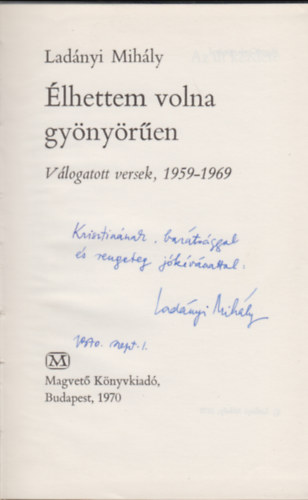 Ladányi Mihály
Élhettem volna
gyönyörűen
Válogatott versek, 1959–1969
Krisztinának, barátsággal
és rengeteg jókívánattal:
Ladányi Mihály
1970. szept. 1.
M
Magvető Könyvkiadó,
Budapest, 1970